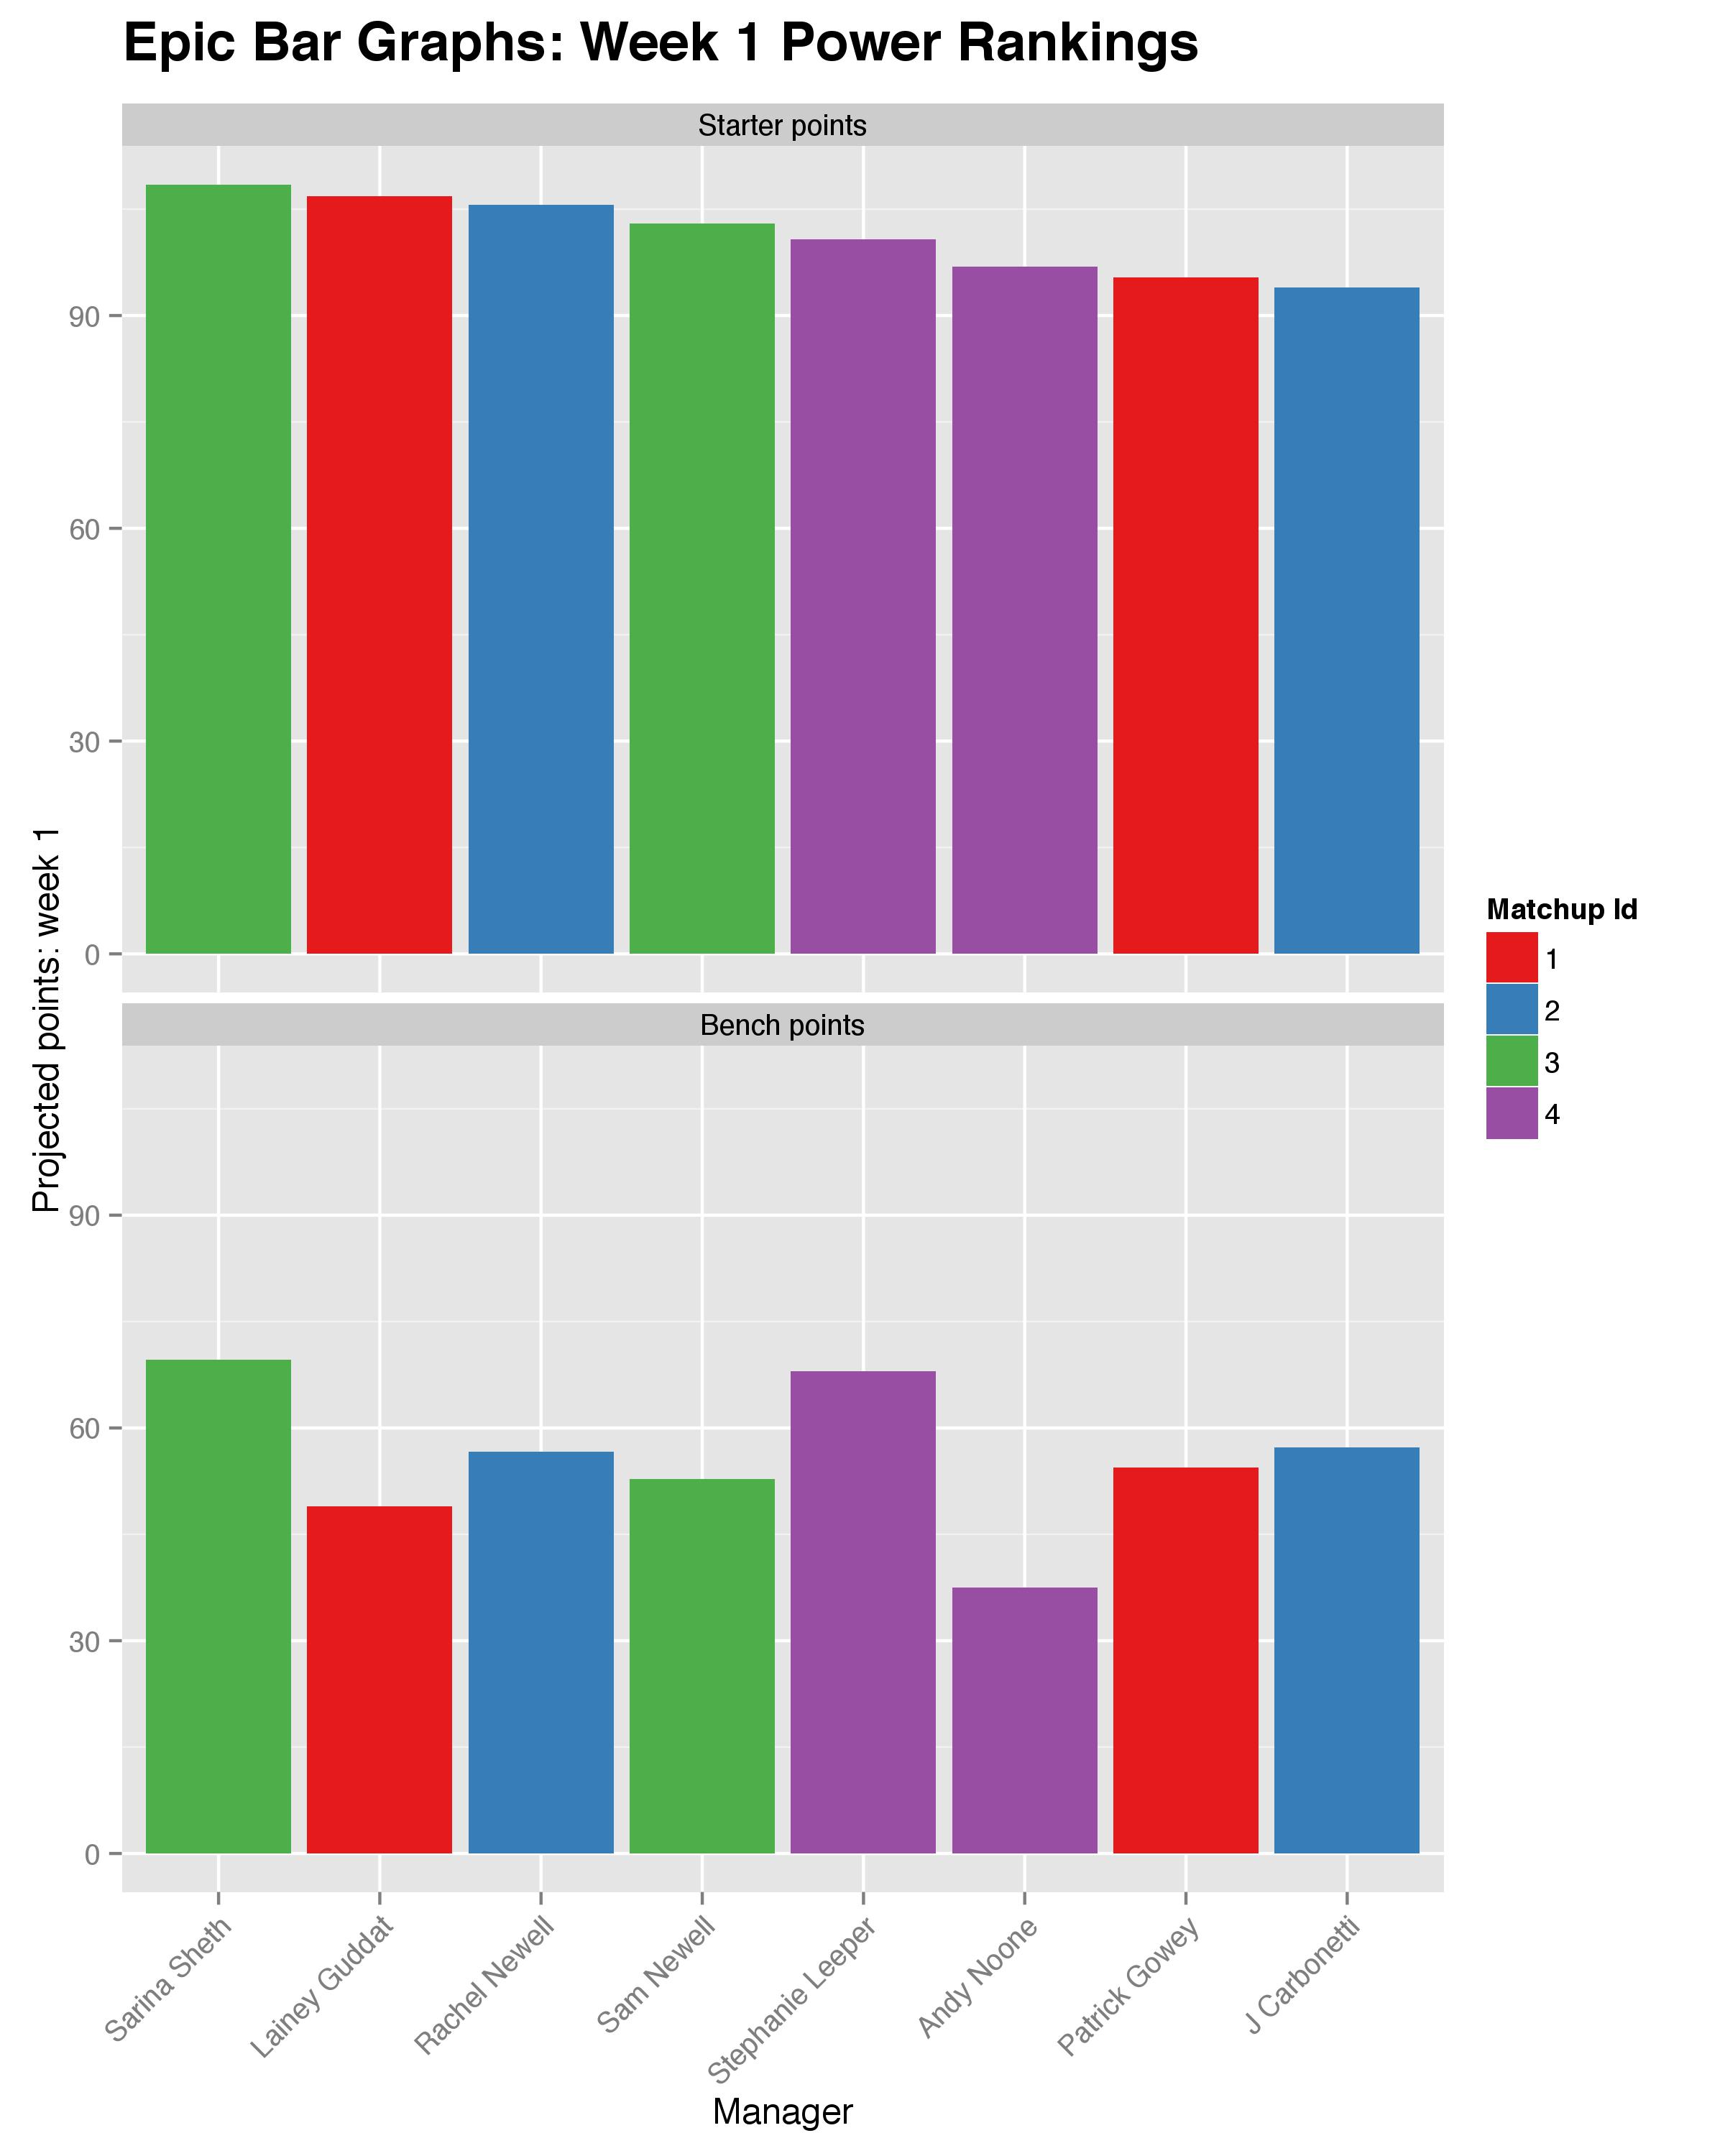 Epic Bar Graphs: Week 1 Power Rankings
Starter points
90
60
30
0
Bench points
90
60
30
0
Projected points: week 1
Sarina Sheth
Lainey Guddat
Rachel Newell
Sam Newell
Stephanie Leeper
Andy Noone
Patrick Gowey
J Carbonetti
Manager
Matchup Id
1
2
3
4